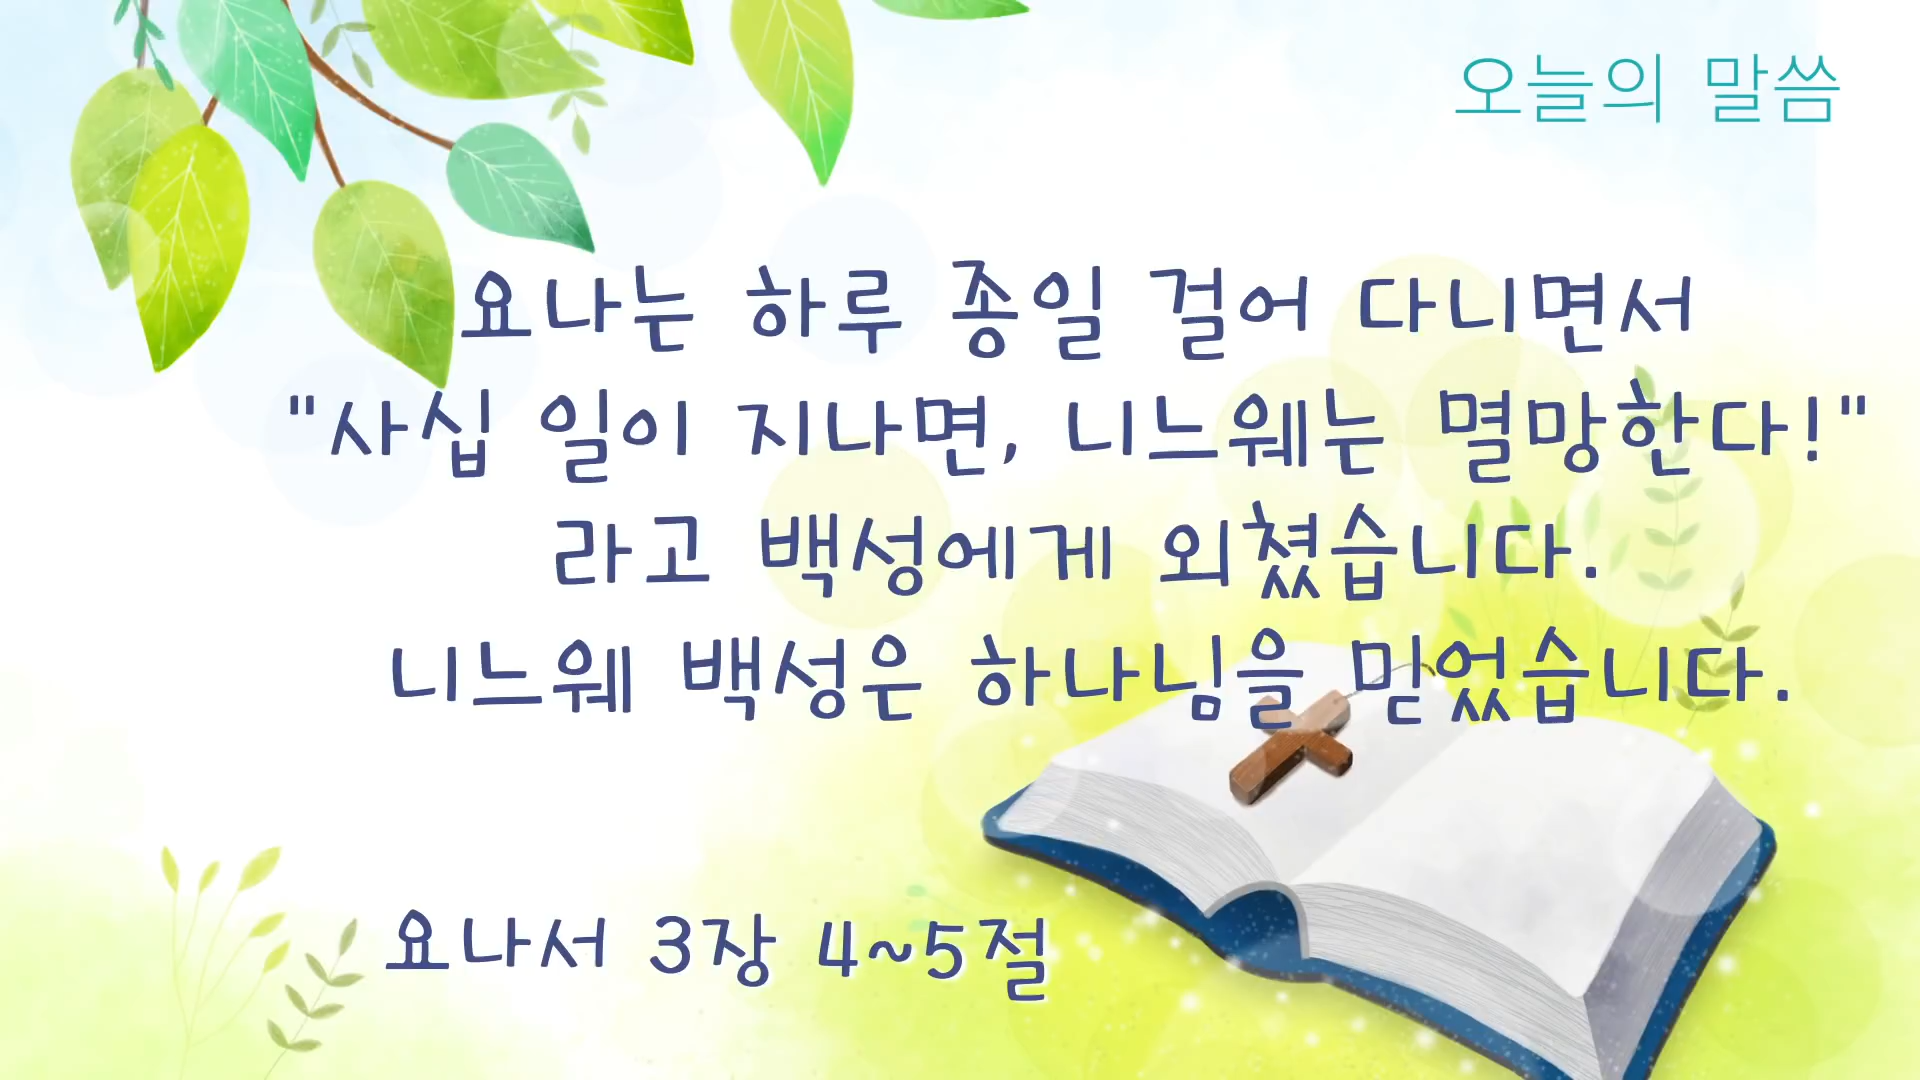 오늘의 말씀
요나는 하루 종일 걸어 다니면서
"사십 일이 지나면, 니느웨는 멸망한다!"
라고 백성에게 외쳤습니다.
니느웨 백성은 하나님을 믿었습니다.
요나서 3장 4~5절